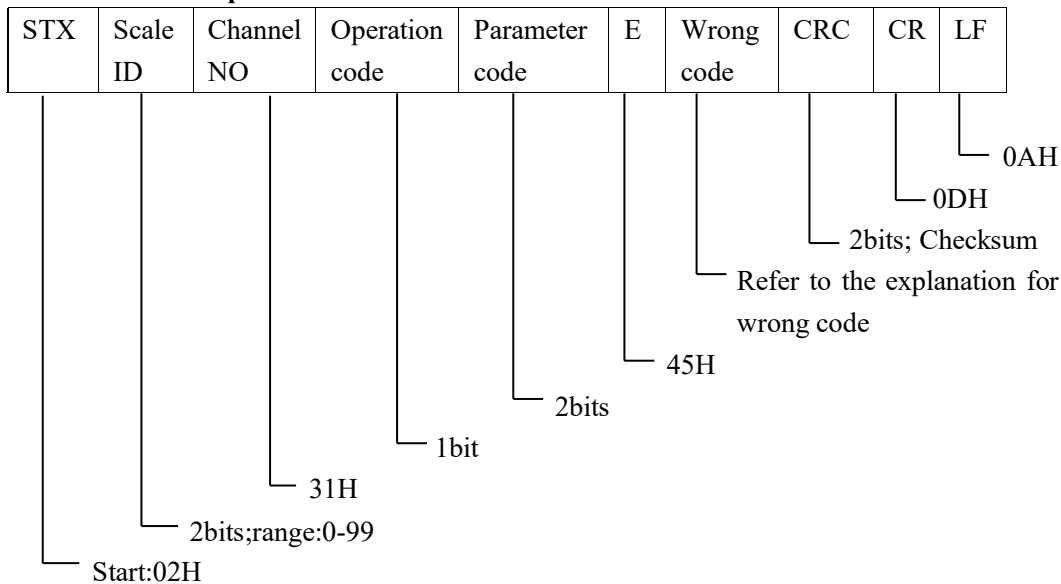 STX Scale ID Channel NO Operation code Parameter code E Wrong code CRC CR LF
0AH
0DH
2bits; Checksum
Refer to the explanation for
wrong code
45H
2bits
1bit
31H
2bits;range:0-99
Start:02H